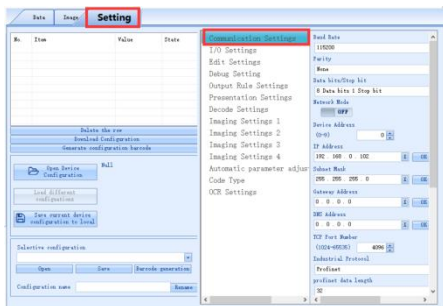 Data Image Setting
No. Item Value State
Delete the row
Download Configuration
Generate configuration barcode
Open Device Configuration
Null
Load different configurations
Save current device configuration to local
Selective configuration
Open Save Barcode generation
Configuration name Rename
Communication Settings
I/O Settings
Edit Settings
Debug Setting
Output Rule Settings
Presentation Settings
Decode Settings
Imaging Settings 1
Imaging Settings 2
Imaging Settings 3
Imaging Settings 4
Automatic parameter adjus
Code Type
OCR Settings
Baud Rate
115200
Parity
None
Data bits/Stop bit
8 Data bits 1 Stop bit
Network Mode
OFF
Device Address
(0-8) 0
IP Address
192 . 168 . 0 . 102
Subnet Mask
255 . 255 . 255 . 0
Gateway Address
0 . 0 . 0 . 0
DNS Address
0 . 0 . 0 . 0
TCP Port Number
(1024-65535) 4096
Industrial Protocol
Profinet
profinet data length
32